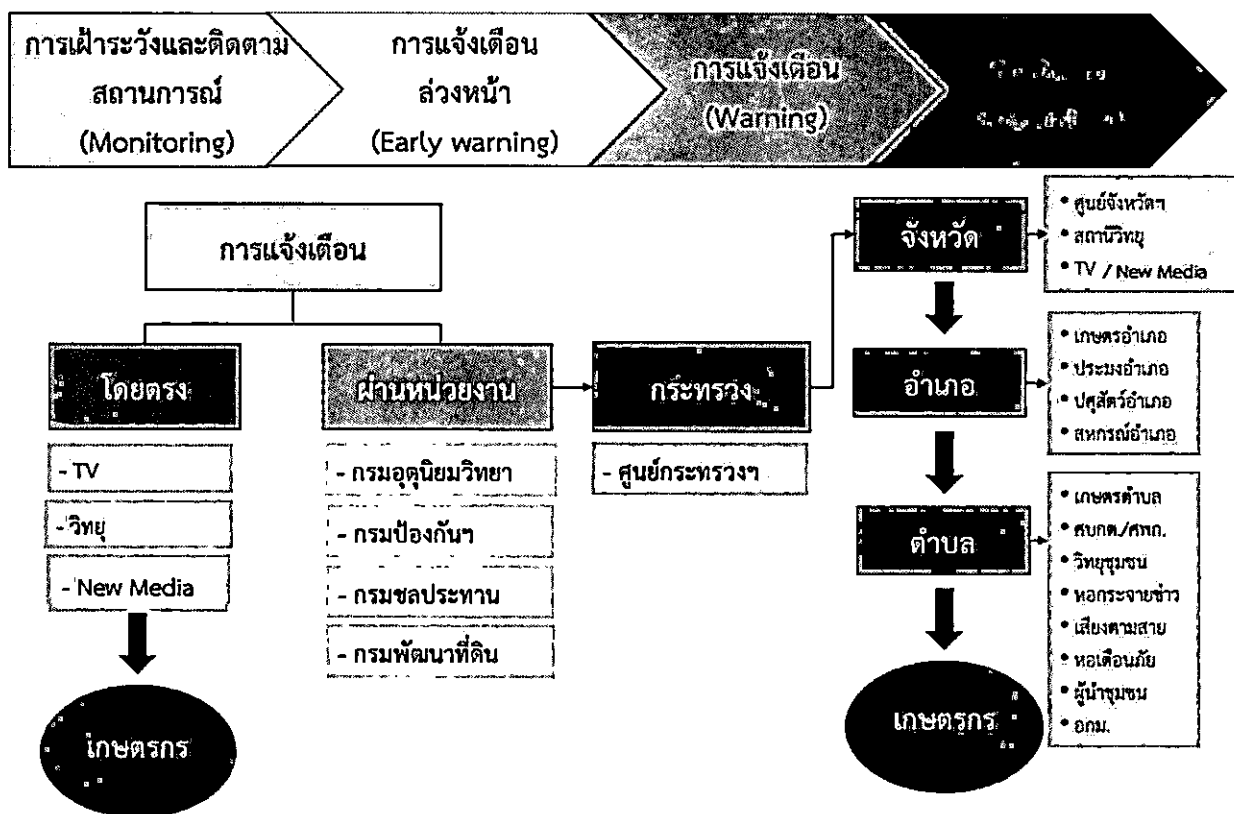 การเฝ้าระวังและติดตาม
สถานการณ์
(Monitoring)
การแจ้งเตือน
ล่วงหน้า
(Early warning)
การแจ้งเตือน
(Warning)
การแจ้งเตือน
โดยตรง
- TV
- วิทยุ
- New Media
เกษตรกร
ผ่านหน่วยงาน
- กรมอุตุนิยมวิทยา
- กรมป้องกันฯ
- กรมชลประทาน
- กรมพัฒนาที่ดิน
กระทรวง
- ศูนย์กระทรวงฯ
จังหวัด
• ศูนย์จังหวัดฯ
• สถานีวิทยุ
• TV / New Media
อำเภอ
• เกษตรอำเภอ
• ประมงอำเภอ
• ปศุสัตว์อำเภอ
• สหกรณ์อำเภอ
ตำบล
• เกษตรตำบล
• ศบกต./ศพก.
• วิทยุชุมชน
• หอกระจายข่าว
• เสียงตามสาย
• หอเตือนภัย
• ผู้นำชุมชน
• อกม.
เกษตรกร